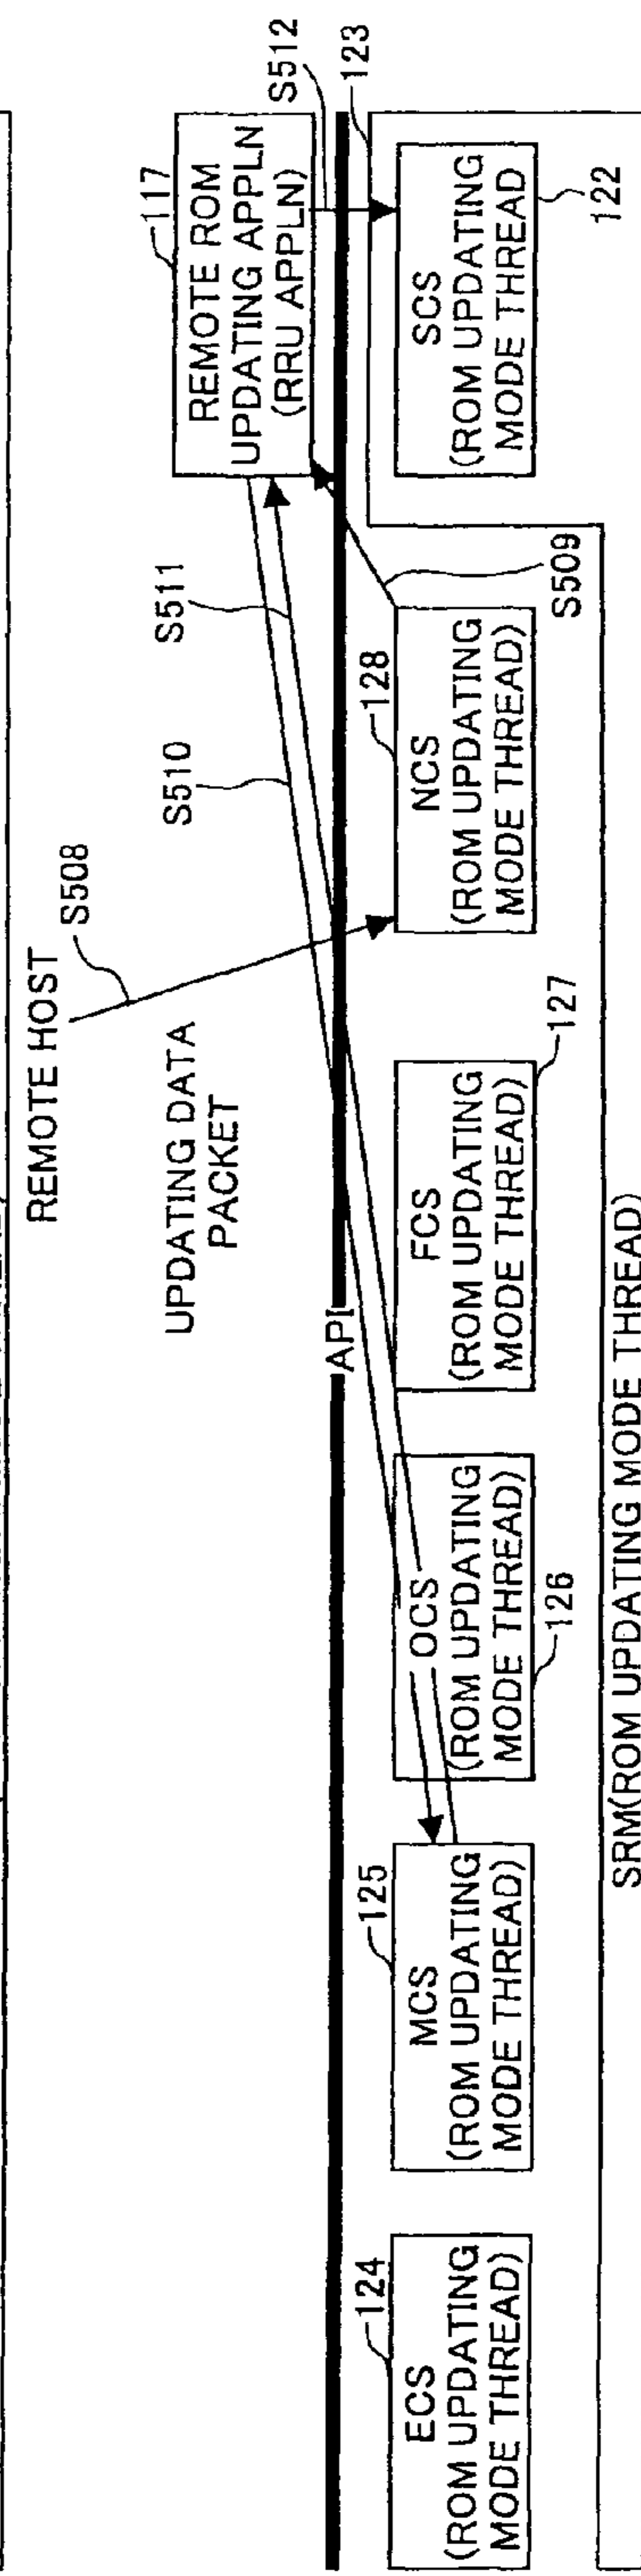 REMOTE HOST
S508
UPDATING DATA
PACKET
S510
S511
117
REMOTE ROM
UPDATING APPLN
(RRU APPLN)
S512
API
123
124
ECS
(ROM UPDATING
MODE THREAD)
125
MCS
(ROM UPDATING
MODE THREAD)
OCS
(ROM UPDATING
MODE THREAD)
126
FCS
(ROM UPDATING
MODE THREAD)
127
128
NCS
(ROM UPDATING
MODE THREAD)
S509
SCS
(ROM UPDATING
MODE THREAD
122
SRM(ROM UPDATING MODE THREAD)